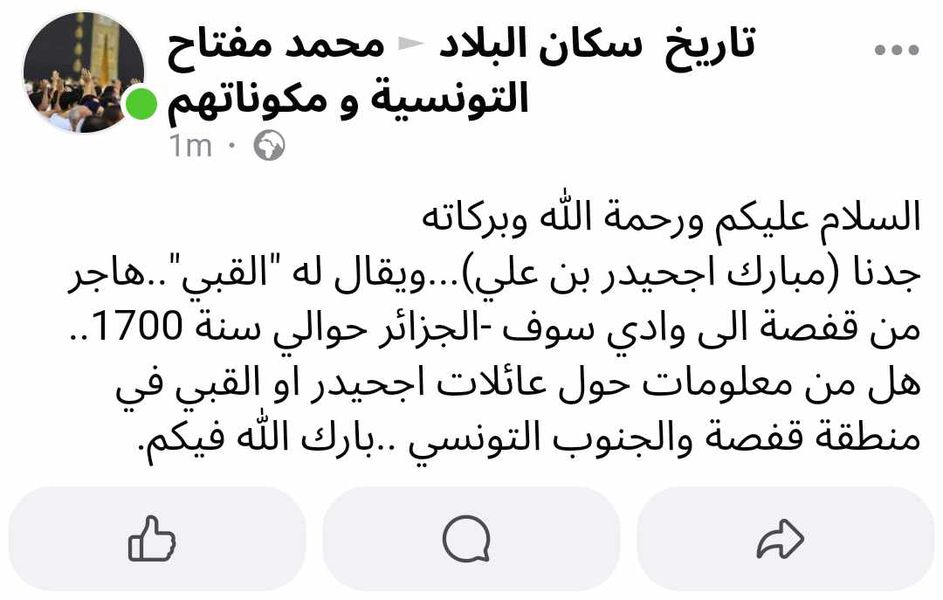 محمد مفتاح ► تاريخ سكان البلاد
التونسية و مكوناتهم
1m ·
السلام عليكم ورحمة الله وبركاته
جدنا (مبارك اجحيدر بن علي)...ويقال له "القبي"..هاجر
من قفصة الى وادي سوف -الجزائر حوالي سنة 1700..
هل من معلومات حول عائلات اجحيدر او القبي في
منطقة قفصة والجنوب التونسي ..بارك الله فيكم.